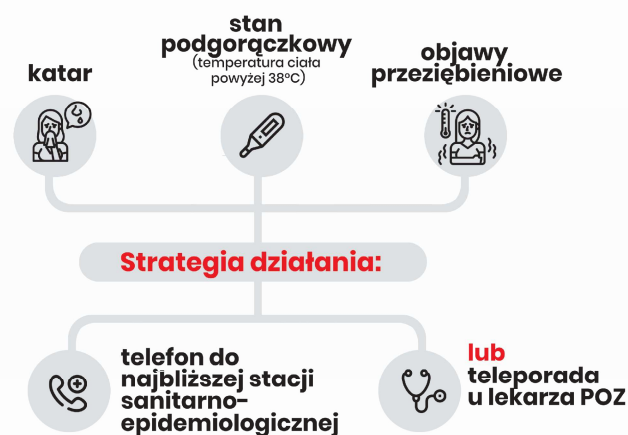 katar
stan
podgorączkowy
(temperatura ciała
powyżej 38°C)
objawy
przeziębieniowe
Strategia działania:
telefon do
najbliższej stacji
sanitarno-
epidemiologicznej
lub
teleporada
u lekarza POZ